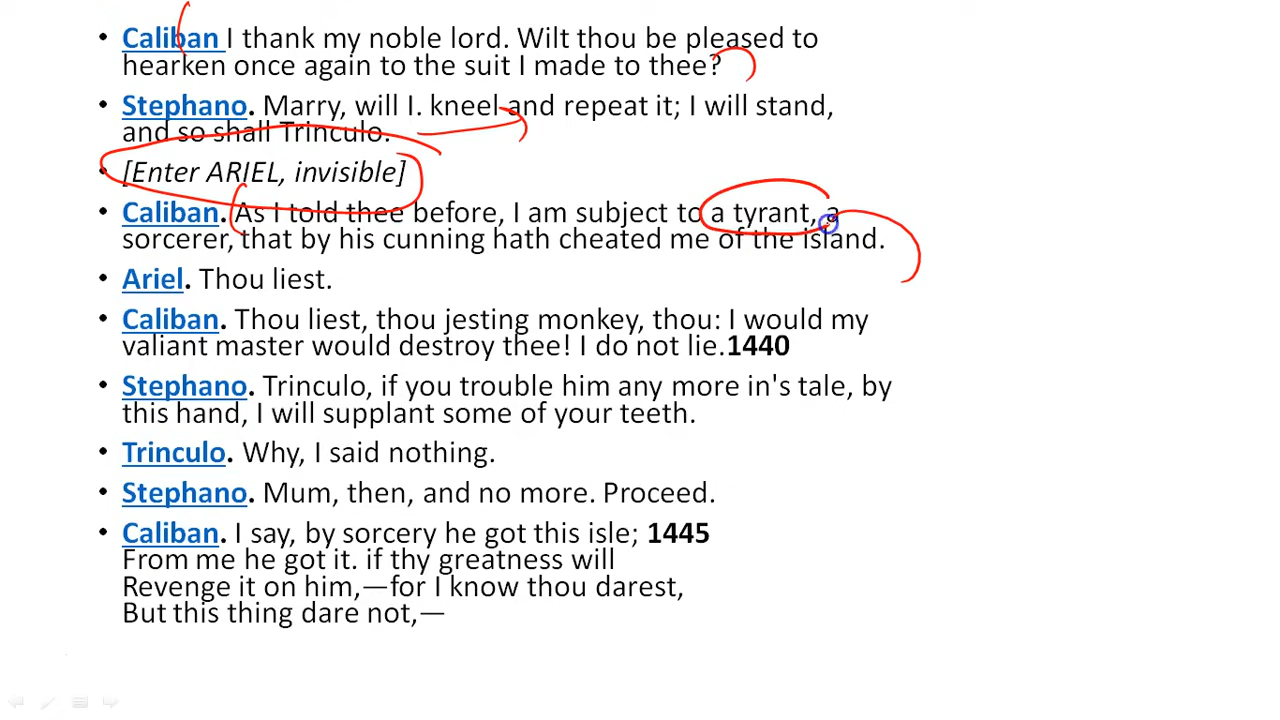 • Caliban I thank my noble lord. Wilt thou be pleased to
hearken once again to the suit I made to thee?
• Stephano. Marry, will I. kneel and repeat it; I will stand,
and so shall Trinculo.
• [Enter ARIEL, invisible]
• Caliban. As I told thee before, I am subject to a tyrant, a
sorcerer, that by his cunning hath cheated me of the island.
• Ariel. Thou liest.
• Caliban. Thou liest, thou jesting monkey, thou: I would my
valiant master would destroy thee! I do not lie.1440
• Stephano. Trinculo, if you trouble him any more in's tale, by
this hand, I will supplant some of your teeth.
• Trinculo. Why, I said nothing.
• Stephano. Mum, then, and no more. Proceed.
• Caliban. I say, by sorcery he got this isle; 1445
From me he got it. if thy greatness will
Revenge it on him,—for I know thou darest,
But this thing dare not,—